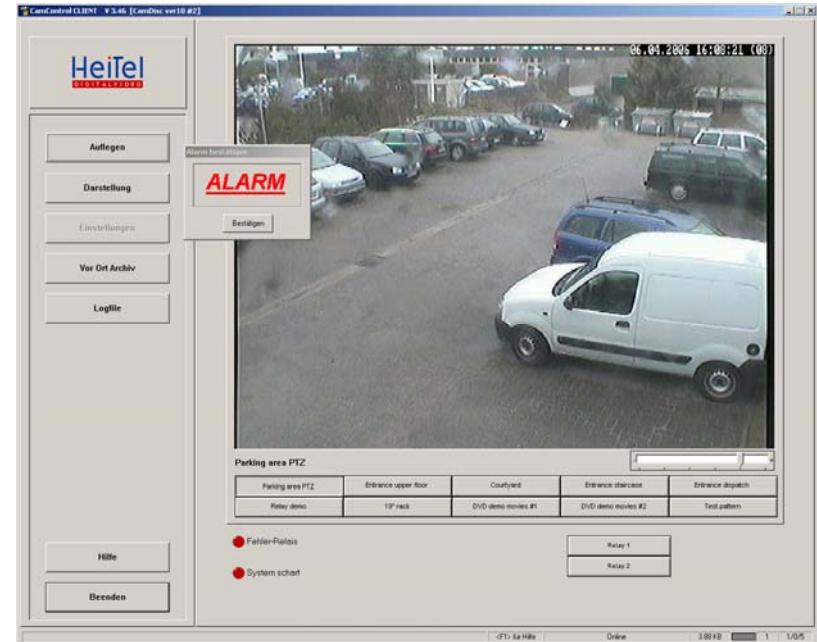 CamControl CLIENT V 3.46 [CamDisc ver10 #2]
HeiTel
DIGITAL VIDEO
06.04.2006 16:08:21 (08)
Auflegen
Darstellung
Einstellungen
Vor Ort Archiv
Logfile
Hilfe
Beenden
Alarm bestätigen
ALARM
Bestätigen
Parking area PTZ
Parking area PTZ
Entrance upper floor
Courtyard
Entrance staircase
Entrance dispatch
Relay demo
19" rack
DVD demo movies #1
DVD demo movies #2
Test pattern
Fehler-Relais
System scharf
Relay 1
Relay 2
<F1> für Hilfe
Online
3.88 KB
1
1/0/5